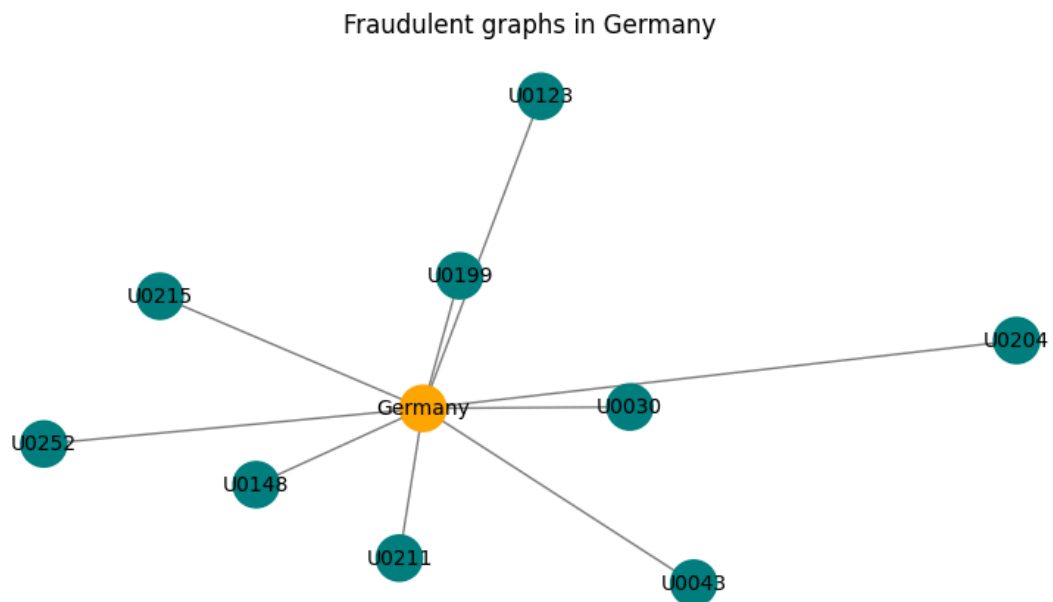 Fraudulent graphs in Germany
U0123
U0199
U0215
U0204
U0030
Germany
U0252
U0148
U0211
U0043